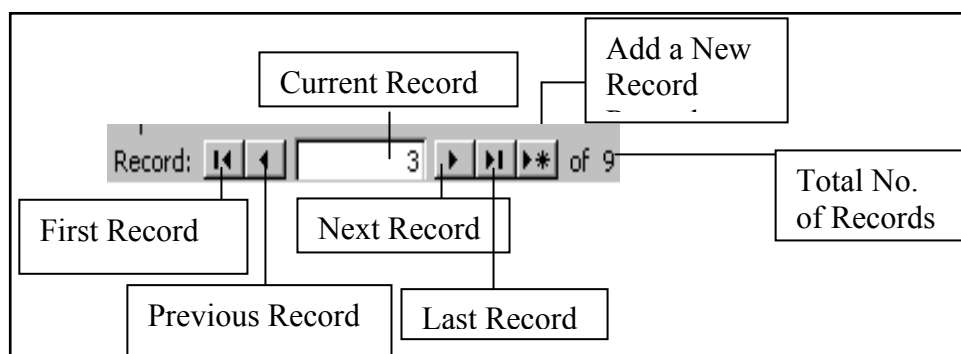 Add a New
Record
Current Record
Record: 3 of 9
Total No.
of Records
First Record
Next Record
Previous Record
Last Record